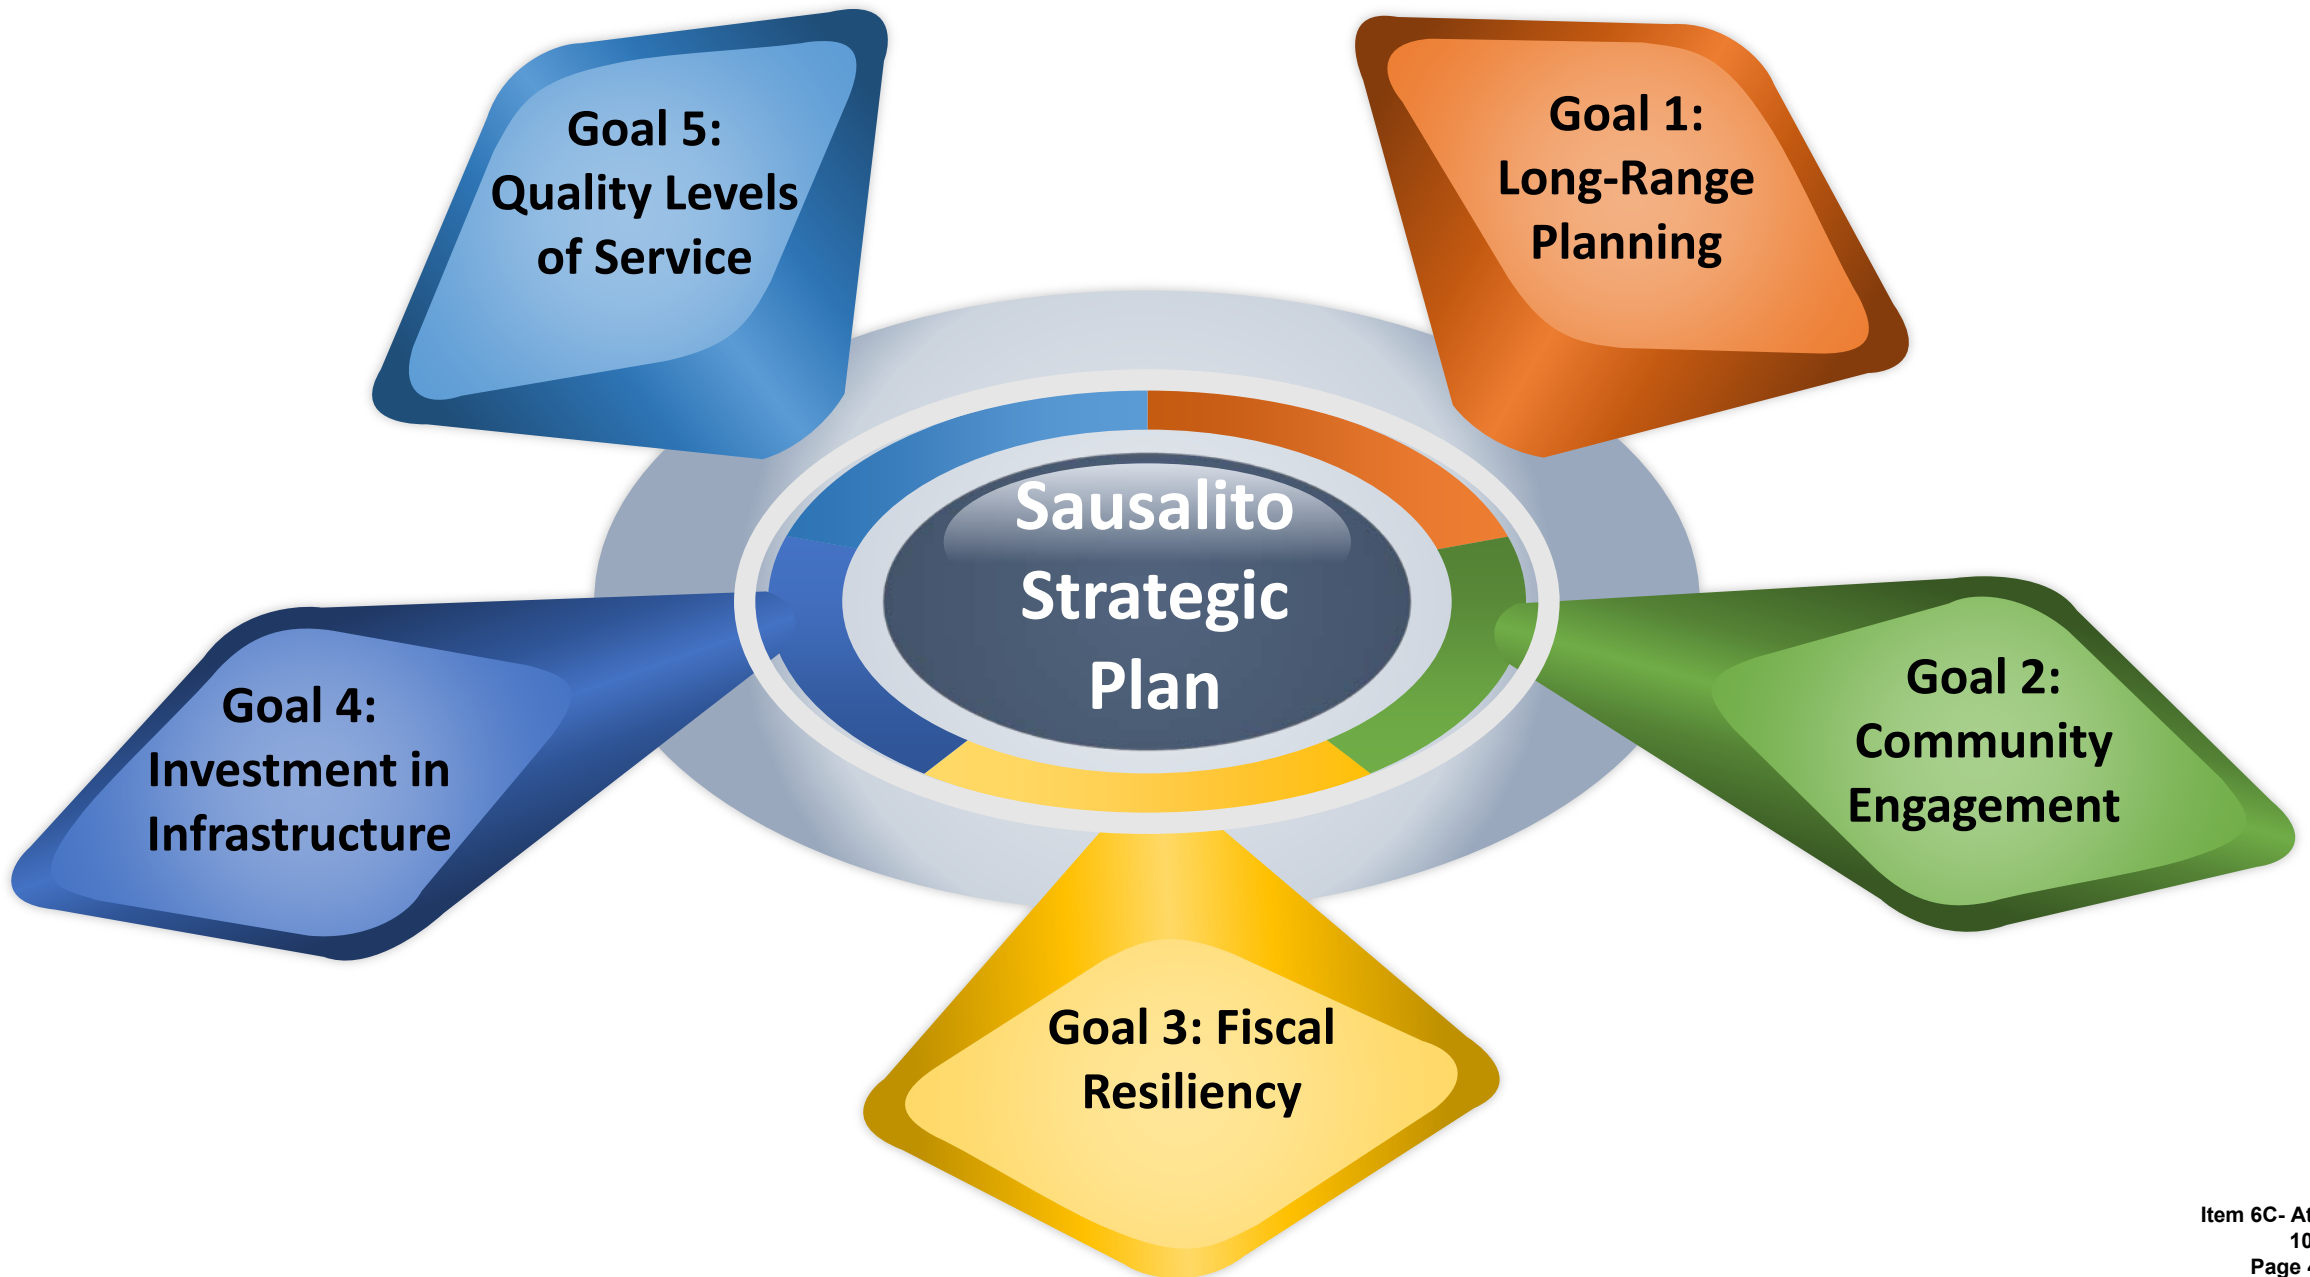 Goal 5:
Quality Levels
of Service
Goal 1:
Long-Range
Planning
Sausalito
Strategic
Plan
Goal 4:
Investment in
Infrastructure
Goal 2:
Community
Engagement
Goal 3: Fiscal
Resiliency
Item 6C-
10
Page